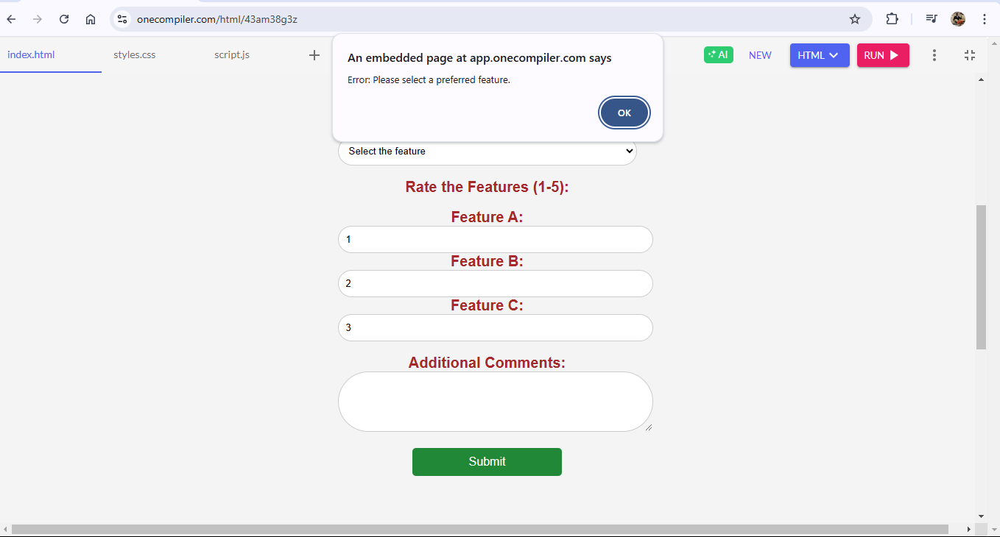 onecompiler.com/html/43am38g3z
index.html styles.css script.js + AI NEW HTML RUN
An embedded page at app.onecompiler.com says
Error: Please select a preferred feature.
OK
Select the feature
Rate the Features (1-5):
Feature A:
1
Feature B:
2
Feature C:
3
Additional Comments:
Submit